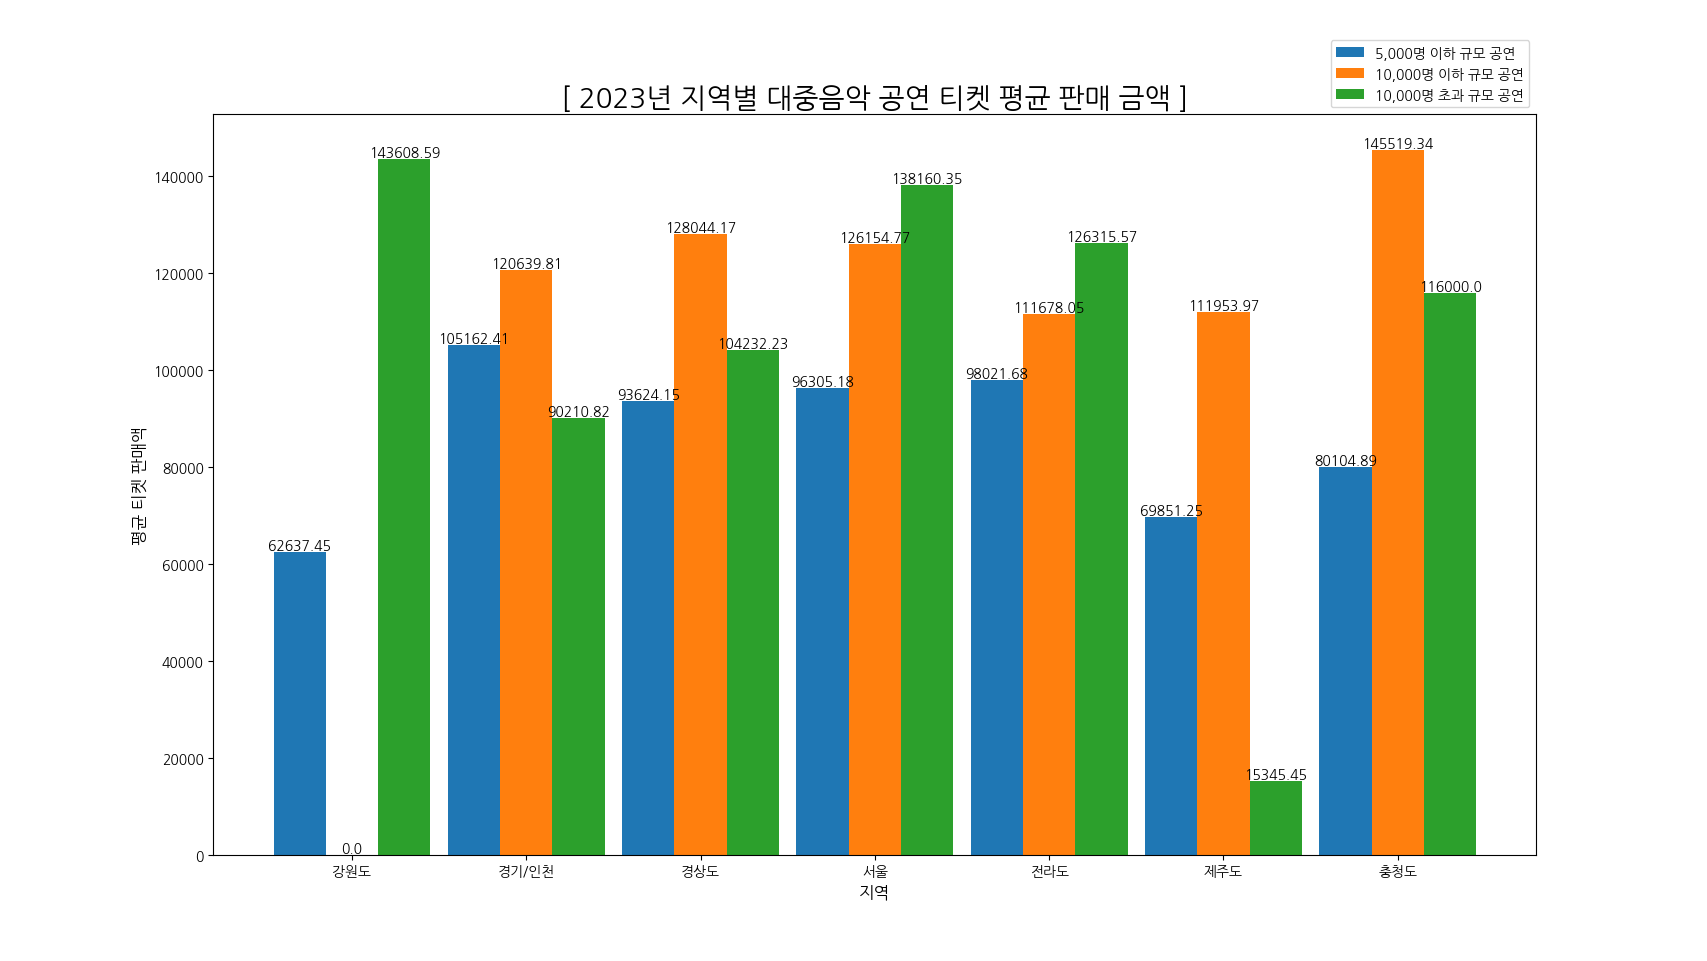 5,000명 이하 규모 공연
10,000명 이하 규모 공연
10,000명 초과 규모 공연
[ 2023년 지역별 대중음악 공연 티켓 평균 판매 금액 ]
평균 티켓 판매액
140000
120000
100000
80000
60000
40000
20000
0
62637.45
0.0
143608.59
105162.41
120639.81
90210.82
93624.15
128044.17
104232.23
96305.18
126154.77
138160.35
98021.68
111678.05
126315.57
69851.25
111953.97
15345.45
80104.89
145519.34
116000.0
강원도
경기/인천
경상도
서울
전라도
제주도
충청도
지역